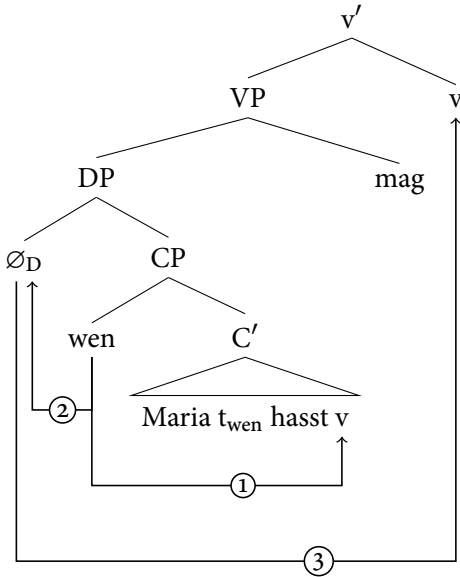 v′
VP v
DP mag
∅D CP
wen C′
Maria twen hasst v
②
①
③